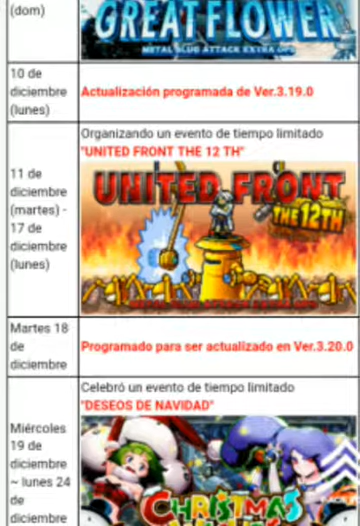 (dom)
GREAT FLOWER
METAL SLUG ATTACK EXTRA OPS
10 de
diciembre
(lunes)
Actualización programada de Ver.3.19.0
11 de
diciembre
(martes) -
17 de
diciembre
(lunes)
Organizando un evento de tiempo limitado
"UNITED FRONT THE 12 TH"
UNITED FRONT
THE 12TH
Martes 18
de
diciembre
Programado para ser actualizado en Ver.3.20.0
Miércoles
19 de
diciembre
~ lunes 24
de
diciembre
Celebró un evento de tiempo limitado
"DESEOS DE NAVIDAD"
CHRISTMAS